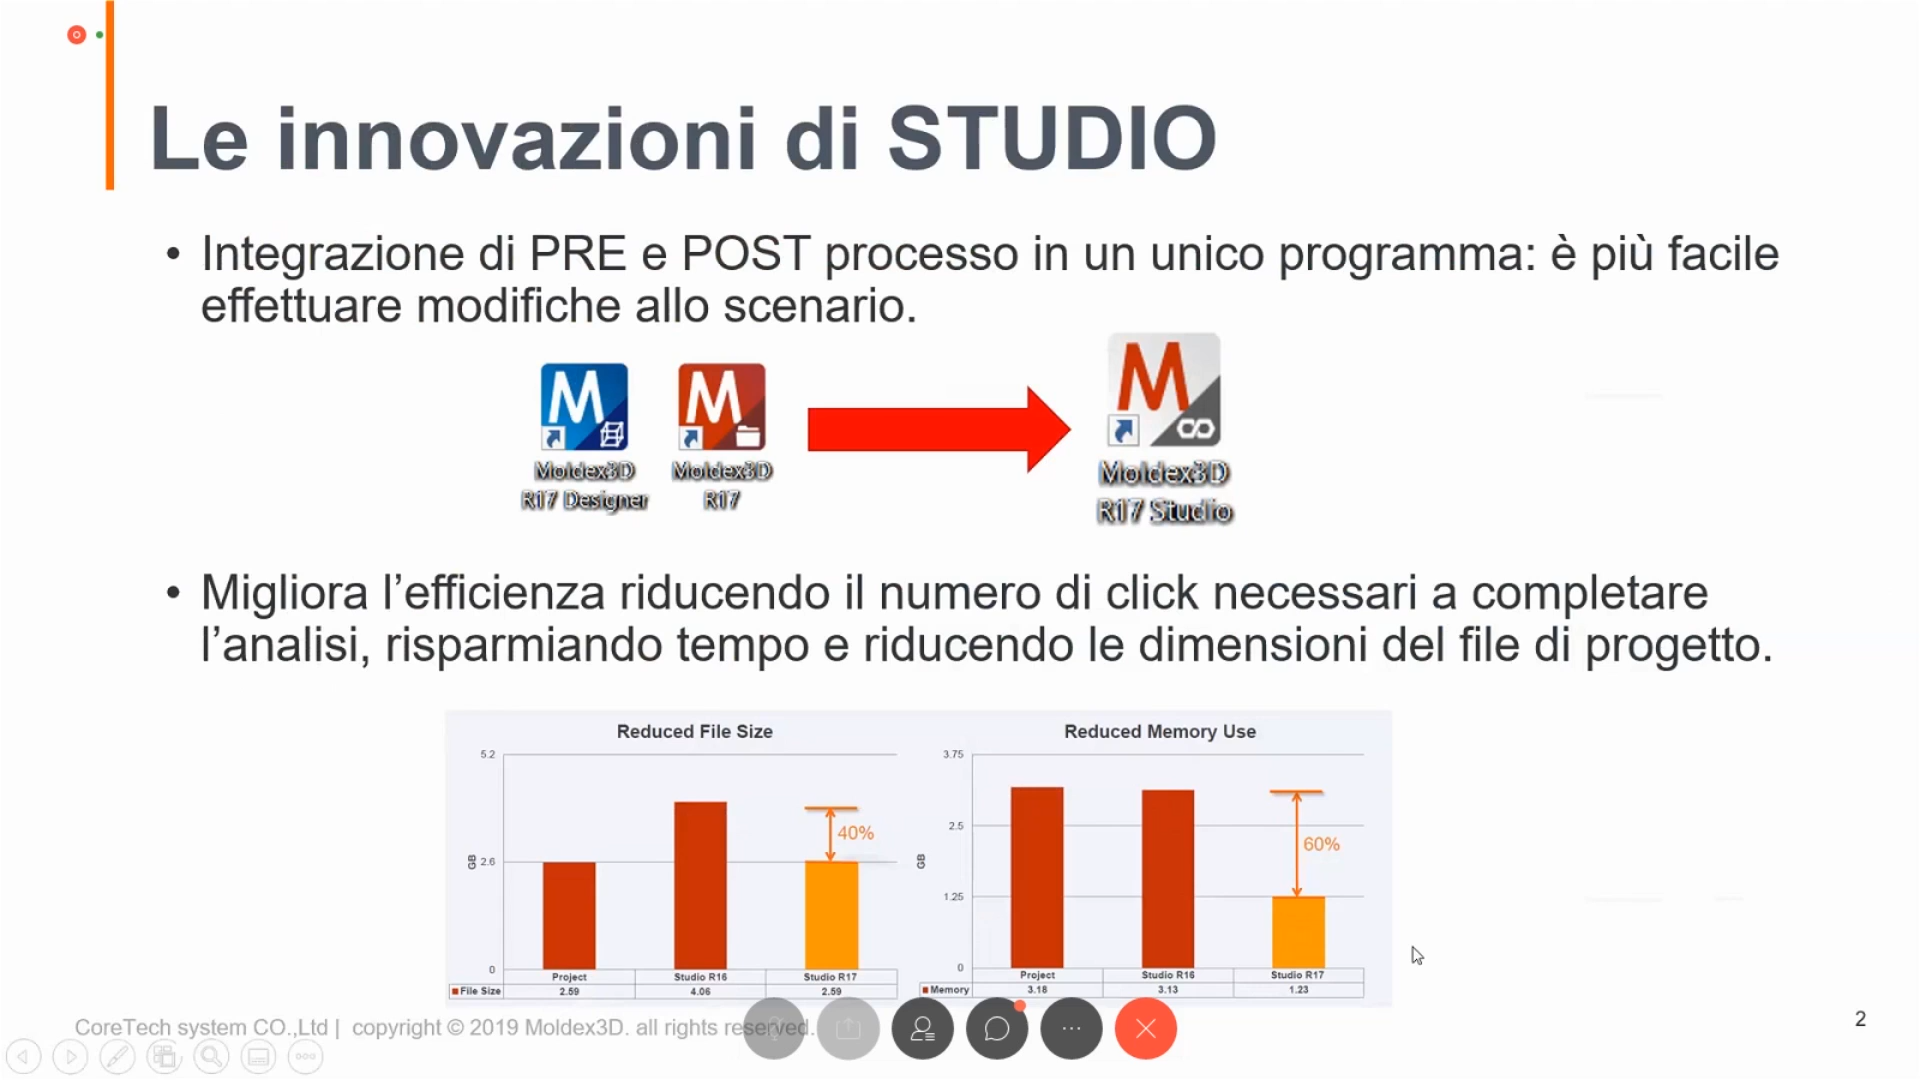 Le innovazioni di STUDIO
• Integrazione di PRE e POST processo in un unico programma: è più facile
effettuare modifiche allo scenario.
Moldex3D
R17 Designer
Moldex3D
R17
Moldex3D
R17 Studio
• Migliora l’efficienza riducendo il numero di click necessari a completare
l’analisi, risparmiando tempo e riducendo le dimensioni del file di progetto.
Reduced File Size
5.2
GB 2.6
0
40%
Project Studio R16 Studio R17
File Size 2.59 4.06 2.59
Reduced Memory Use
3.75
2.5
GB
1.25
0
60%
Project Studio R16 Studio R17
Memory 3.18 3.13 1.23
CoreTech system CO.,Ltd | copyright © 2019 Moldex3D. all rights reserved.
2